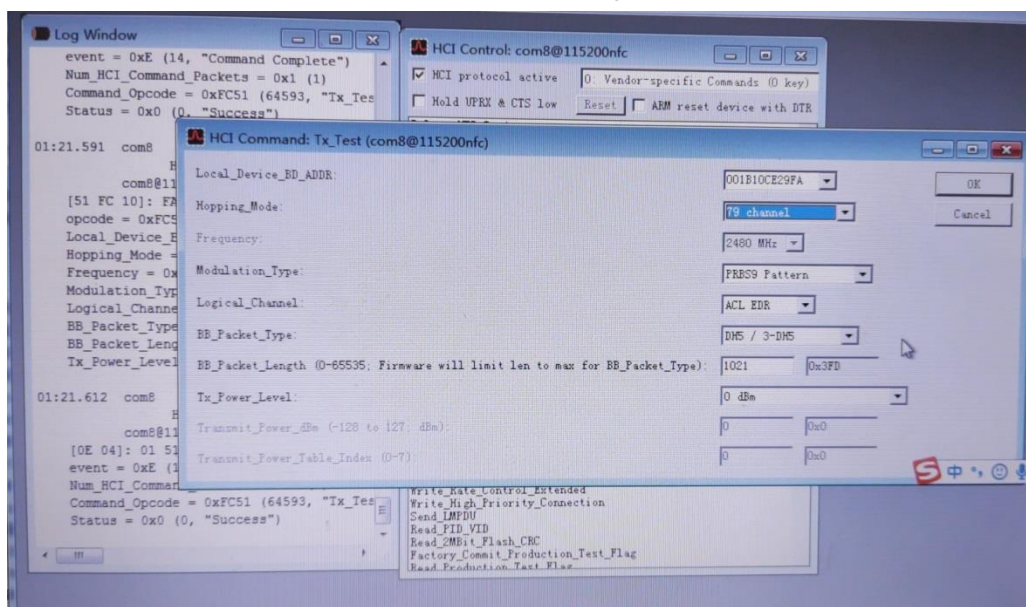 Log Window
event = 0xE (14, "Command Complete")
Num_HCI_Command_Packets = 0x1 (1)
Command_Opcode = 0xFC51 (64593, "Tx_Tes
Status = 0x0 (0, "Success")
01:21.591 com8
H
com8@11
[51 FC 10]: FA
opcode = 0xFC5
Local_Device_B
Hopping_Mode =
Frequency = 0x
Modulation_Typ
Logical_Channe
BB_Packet_Type
BB_Packet_Leng
Tx_Power_Level
01:21.612 com8
H
com8@11
[0E 04]: 01 51
event = 0xE (1
Num_HCI_Comman
Command_Opcode = 0xFC51 (64593, "Tx_Tes
Status = 0x0 (0, "Success")
HCI Control: com8@115200nfc
HCI protocol active
0: Vendor-specific Commands (0 key)
Hold UPRX & CTS low
Reset
ARM reset device with DTR
HCI Command: Tx_Test (com8@115200nfc)
Local_Device_BD_ADDR:
001B10CE29FA
OK
Hopping_Mode:
79 channel
Cancel
Frequency:
2480 MHz
Modulation_Type:
PRBS9 Pattern
Logical_Channel:
ACL EDR
BB_Packet_Type:
DH5 / 3-DH5
BB_Packet_Length (0-65535; Firmware will limit len to max for BB_Packet_Type):
1021
0x3FD
Tx_Power_Level:
0 dBm
Transmit_Power_dBm (-128 to 127; dBm):
0
0x0
Transmit_Power_Table_Index (0-7)
0
0x0
中
Write_Rate_Control_Extended
Write_High_Priority_Connection
Send_LMPDU
Read_PID_VID
Read_2MBit_Flash_CRC
Factory_Commit_Production_Test_Flag
Read_Production_Test_Flag